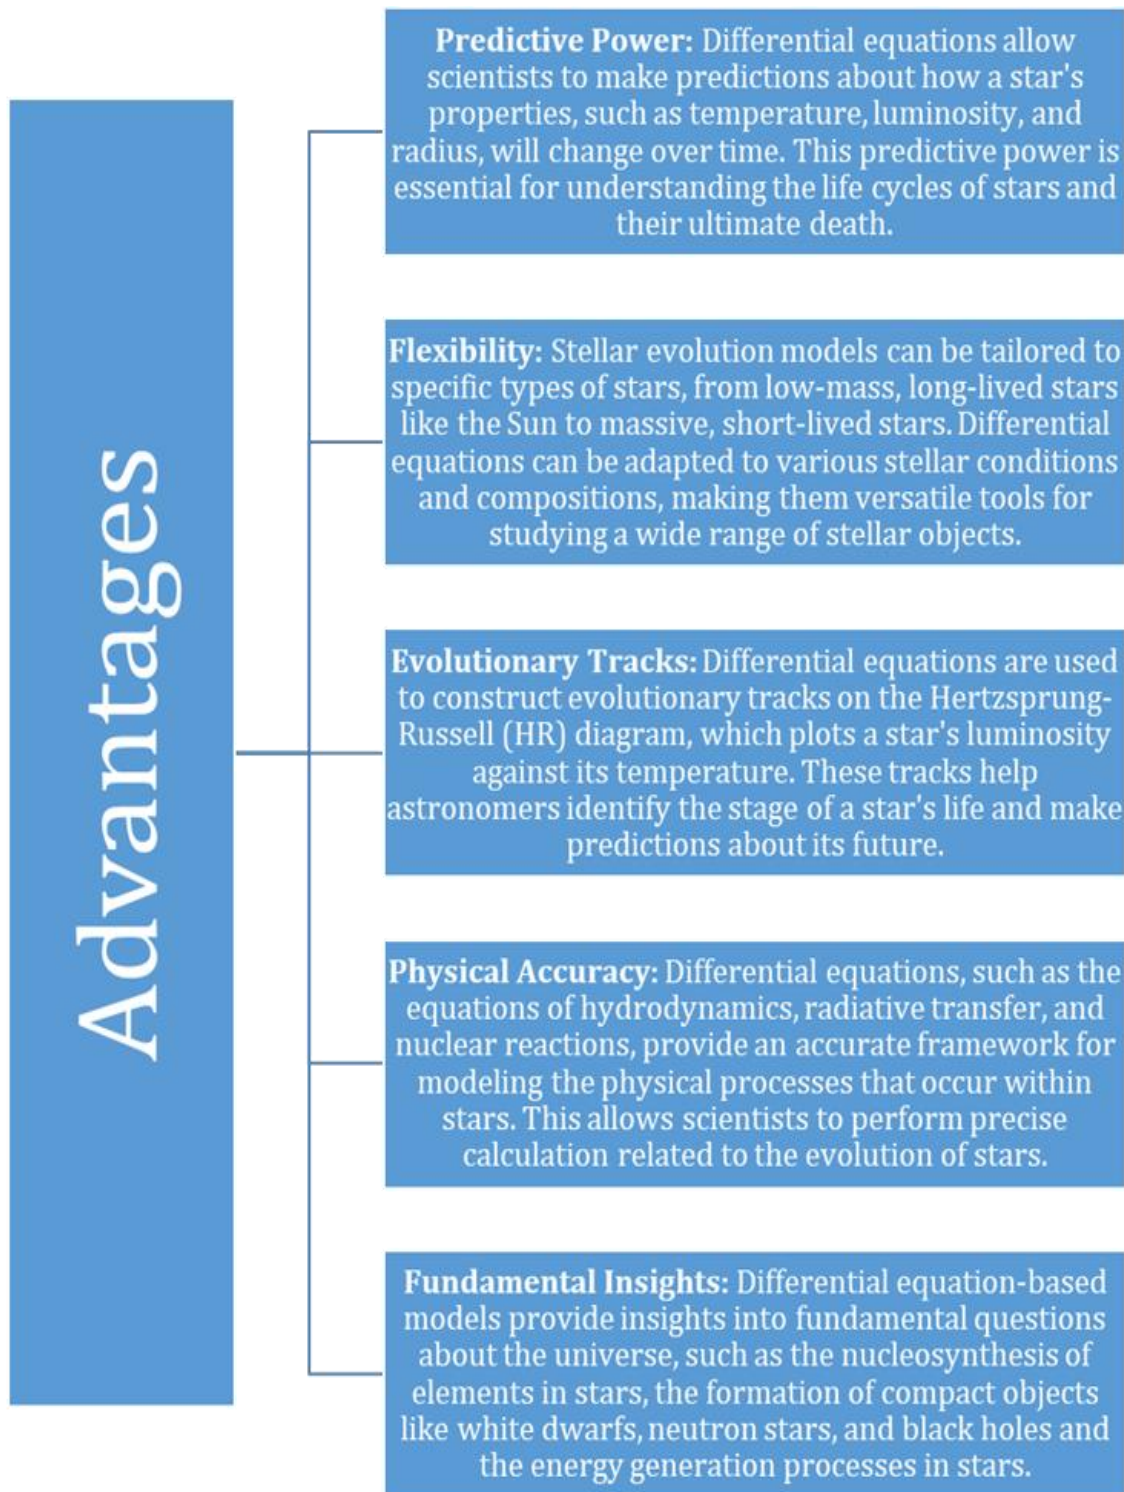 Advantages
Predictive Power: Differential equations allow
scientists to make predictions about how a star's
properties, such as temperature, luminosity, and
radius, will change over time. This predictive power is
essential for understanding the life cycles of stars and
their ultimate death.
Flexibility: Stellar evolution models can be tailored to
specific types of stars, from low-mass, long-lived stars
like the Sun to massive, short-lived stars. Differential
equations can be adapted to various stellar conditions
and compositions, making them versatile tools for
studying a wide range of stellar objects.
Evolutionary Tracks: Differential equations are used
to construct evolutionary tracks on the Hertzsprung-
Russell (HR) diagram, which plots a star's luminosity
against its temperature. These tracks help
astronomers identify the stage of a star's life and make
predictions about its future.
Physical Accuracy: Differential equations, such as the
equations of hydrodynamics, radiative transfer, and
nuclear reactions, provide an accurate framework for
modeling the physical processes that occur within
stars. This allows scientists to perform precise
calculation related to the evolution of stars.
Fundamental Insights: Differential equation-based
models provide insights into fundamental questions
about the universe, such as the nucleosynthesis of
elements in stars, the formation of compact objects
like white dwarfs, neutron stars, and black holes and
the energy generation processes in stars.